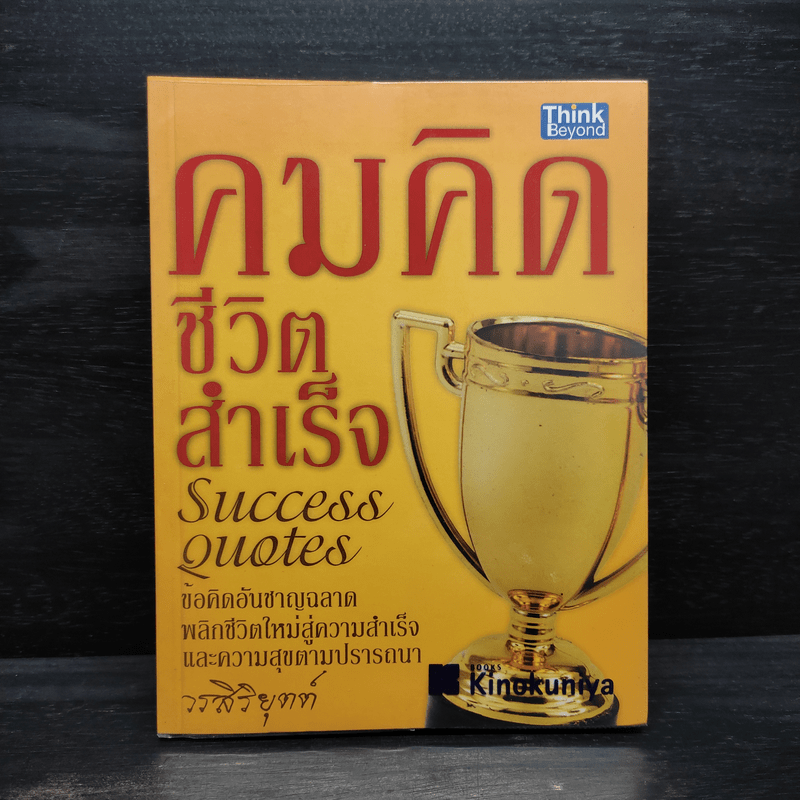 Think
Beyond
คมคิด
ชีวิต
สำเร็จ
Success
Quotes
ข้อคิดอันชาญฉลาด
พลิกชีวิตใหม่สู่ความสำเร็จ
และความสุขตามปรารถนา
วรสิริยุทท์
BOOKS
Kinokuniya